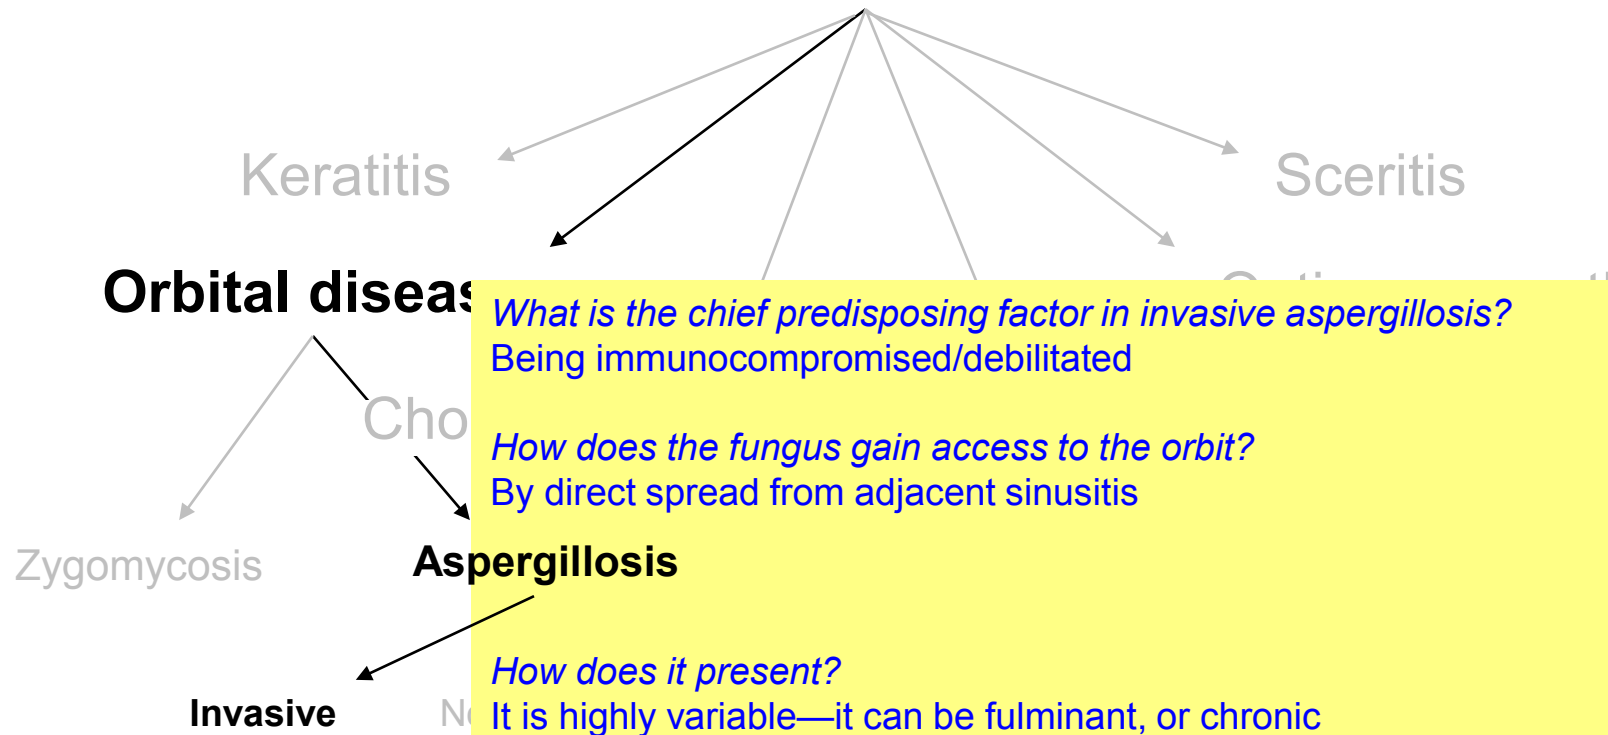 Keratitis
Sceritis
Orbital diseas
What is the chief predisposing factor in invasive aspergillosis?
Being immunocompromised/debilitated
Cho
How does the fungus gain access to the orbit?
By direct spread from adjacent sinusitis
Zygomycosis
Aspergillosis
How does it present?
Invasive
It is highly variable—it can be fulminant, or chronic